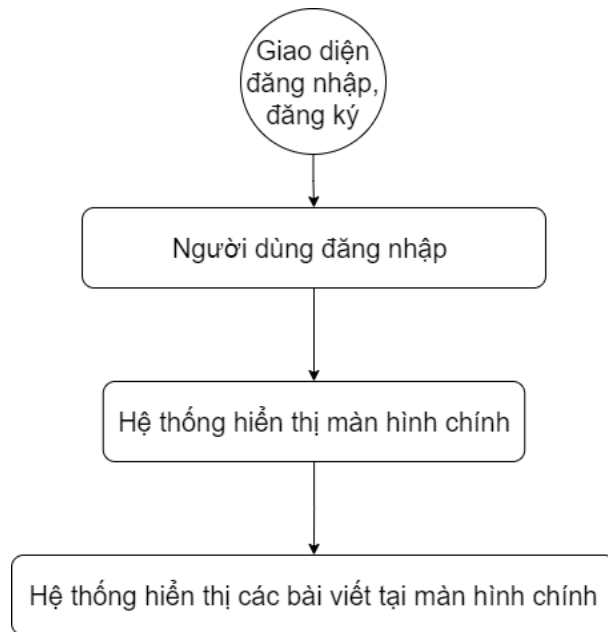 Giao diện
đăng nhập,
đăng ký
Người dùng đăng nhập
Hệ thống hiển thị màn hình chính
Hệ thống hiển thị các bài viết tại màn hình chính